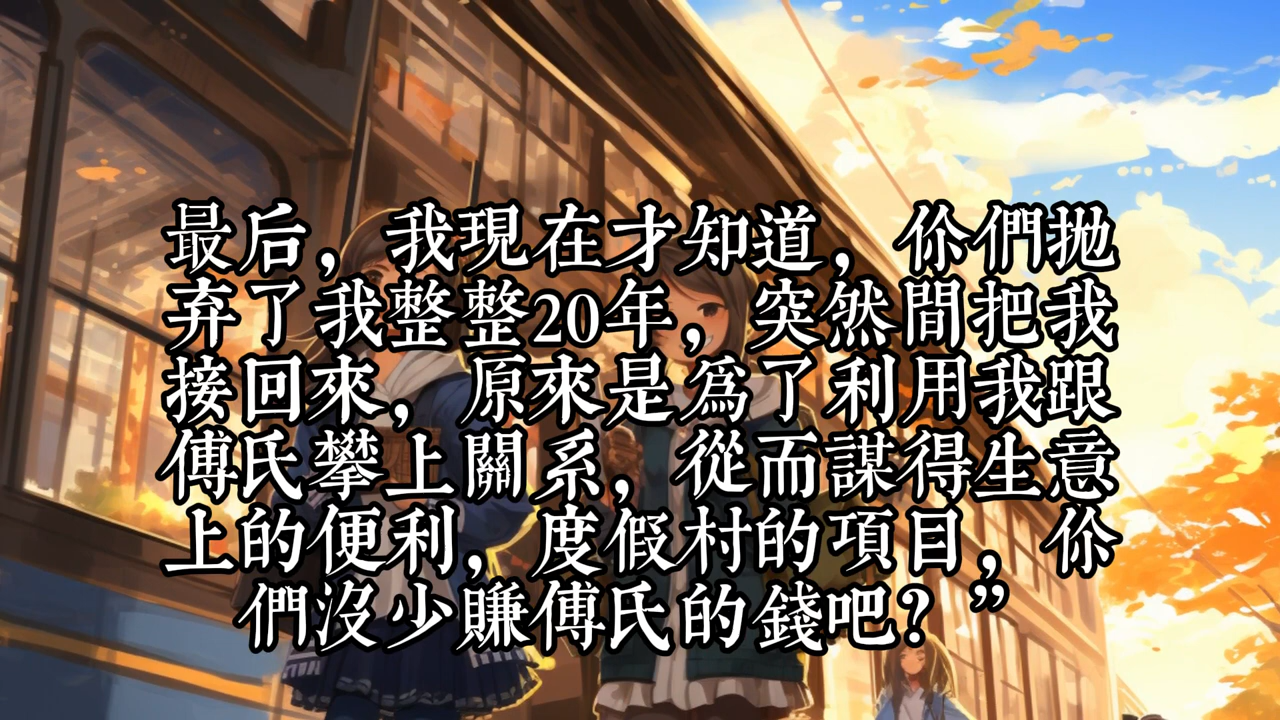 最后，我現在才知道，伱們抛
弃了我整整20年，突然間把我
接回來，原來是爲了利用我跟
傅氏攀上關系，從而謀得生意
上的便利，度假村的項目，伱
們沒少賺傅氏的錢吧？”